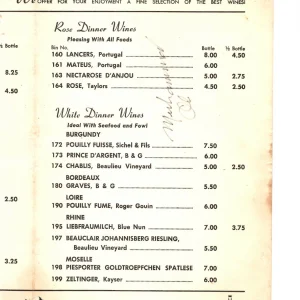 OFFER FOR YOUR ENJOYMENT A FINE SELECTION OF THE BEST WINES
½ Bottle
8.25
4.50
2.50
3.25
Rose Dinner Wines
Pleasing With All Foods
Bin No. Bottle ½ Bottle
160 LANCERS, Portugal 8.00 4.50
161 MATEUS, Portugal 6.00
163 NECTAROSE D'ANJOU 5.00 2.75
164 ROSE, Taylors 4.50 2.50
White Dinner Wines
Ideal With Seafood and Fowl
BURGUNDY
172 POUILLY FUISSE, Sichel & Fils 7.50
173 PRINCE D'ARGENT, B & G 6.00
174 CHABLIS, Beaulieu Vineyard 5.00 2.50
BORDEAUX
180 GRAVES, B & G 5.50
LOIRE
190 POUILLY FUME, Roger Gouin 6.00
RHINE
195 LIEBFRAUMILCH, Blue Nun 7.00 3.75
197 BEAUCLAIR JOHANNISBERG RIESLING,
Beaulieu Vineyard 5.50
MOSELLE
198 PIESPORTER GOLDTROEPFCHEN SPATLESE 7.00
199 ZELTINGER, Kayser 6.00